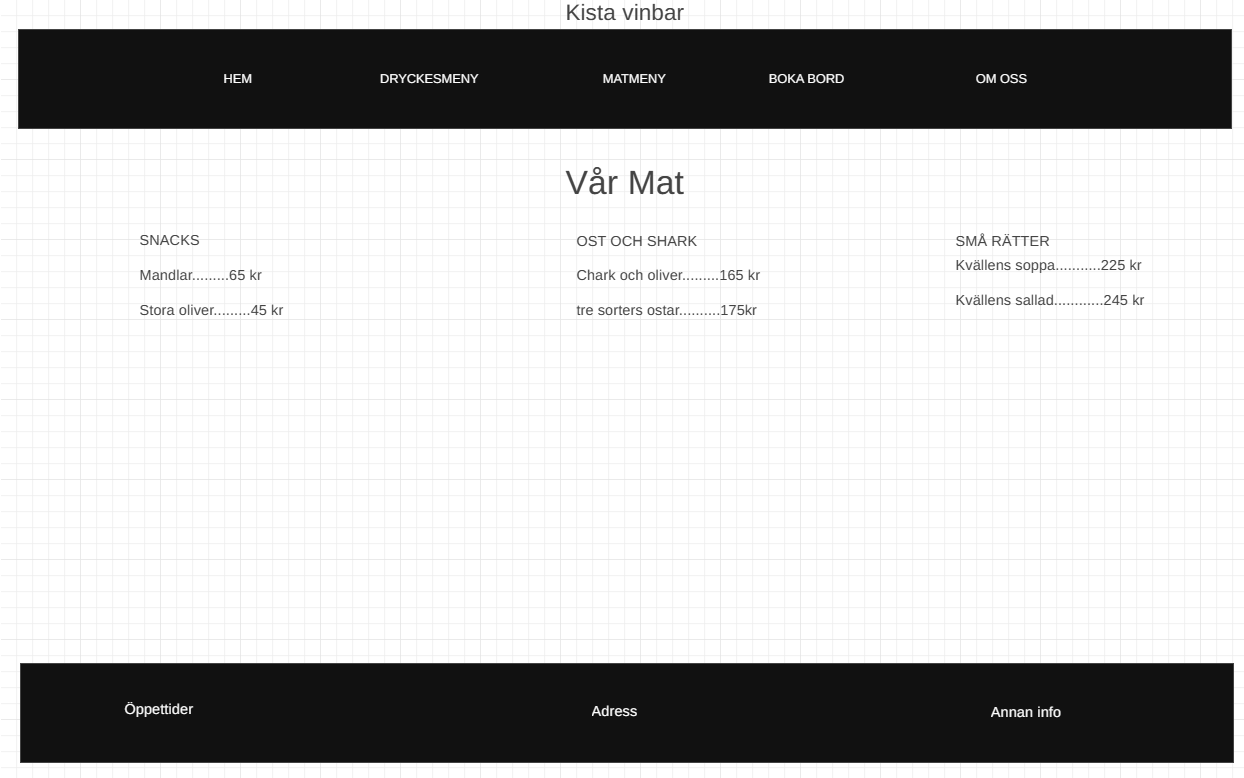 Kista vinbar
HEM DRYCKESMENY MATMENY BOKA BORD OM OSS
Vår Mat
SNACKS
Mandlar.........65 kr
Stora oliver.........45 kr
OST OCH SHARK
Chark och oliver.........165 kr
tre sorters ostar..........175kr
SMÅ RÄTTER
Kvällens soppa...........225 kr
Kvällens sallad............245 kr
Öppettider Adress Annan info